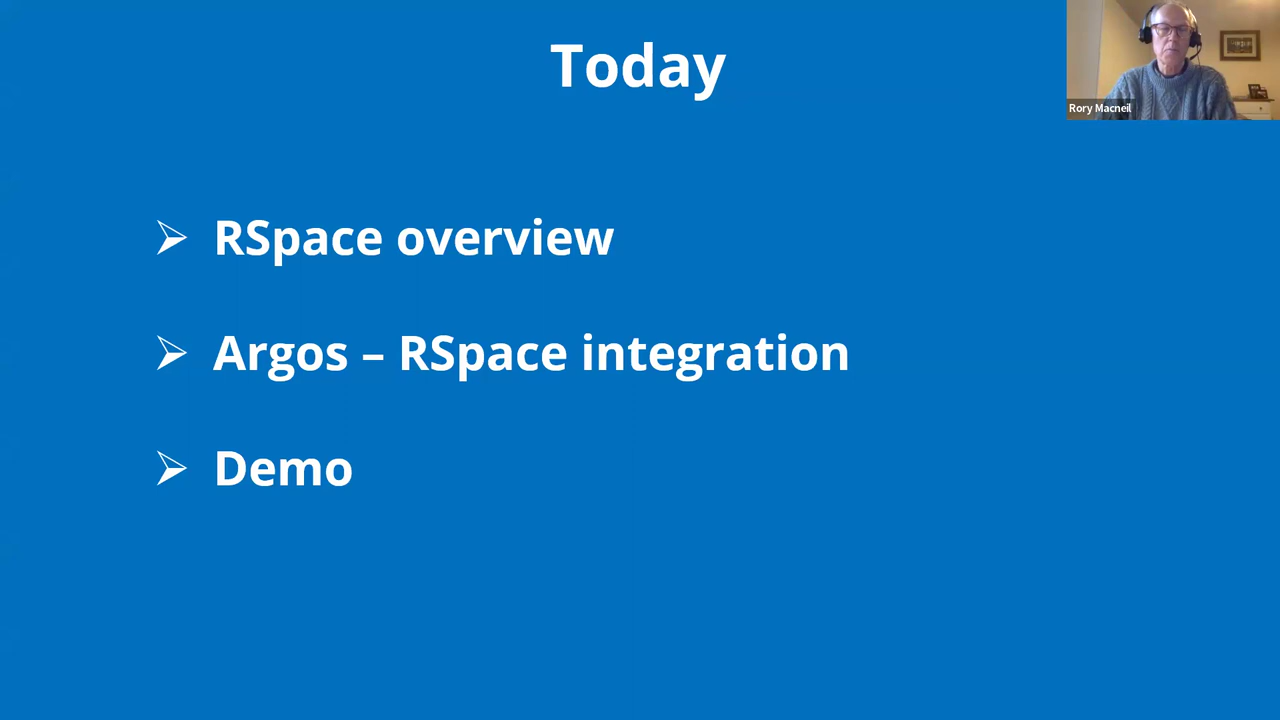 Today
Rory Macneil
➢ RSpace overview
➢ Argos – RSpace integration
➢ Demo